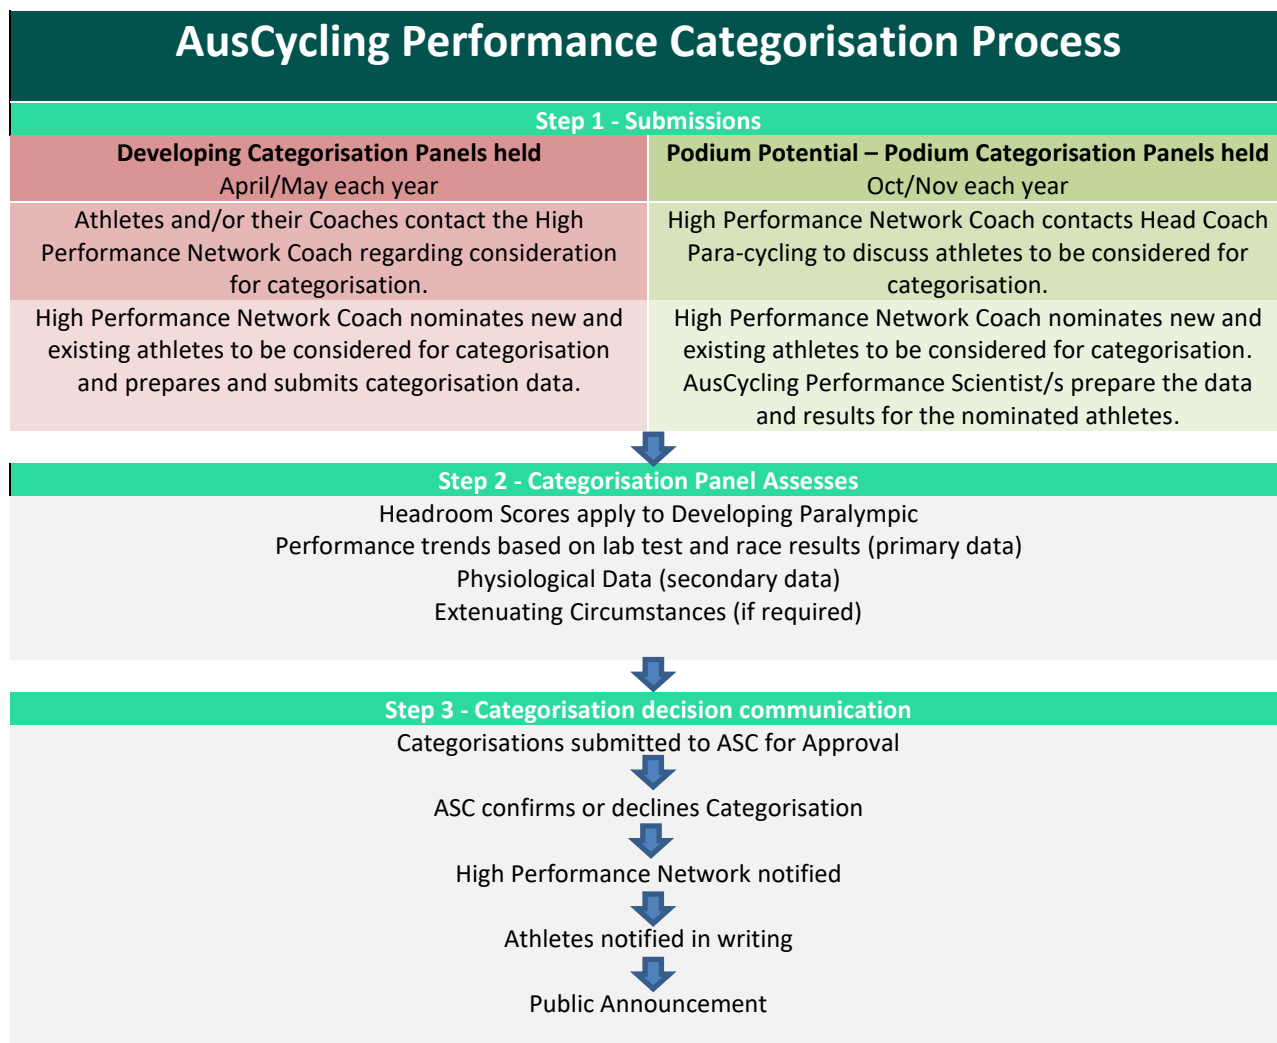 AusCycling Performance Categorisation Process
Step 1 - Submissions
Developing Categorisation Panels held
April/May each year
Podium Potential – Podium Categorisation Panels held
Oct/Nov each year
Athletes and/or their Coaches contact the High
Performance Network Coach regarding consideration
for categorisation.
High Performance Network Coach contacts Head Coach
Para-cycling to discuss athletes to be considered for
categorisation.
High Performance Network Coach nominates new and
existing athletes to be considered for categorisation
and prepares and submits categorisation data.
High Performance Network Coach nominates new and
existing athletes to be considered for categorisation.
AusCycling Performance Scientist/s prepare the data
and results for the nominated athletes.
Step 2 - Categorisation Panel Assesses
Headroom Scores apply to Developing Paralympic
Performance trends based on lab test and race results (primary data)
Physiological Data (secondary data)
Extenuating Circumstances (if required)
Step 3 - Categorisation decision communication
Categorisations submitted to ASC for Approval
ASC confirms or declines Categorisation
High Performance Network notified
Athletes notified in writing
Public Announcement